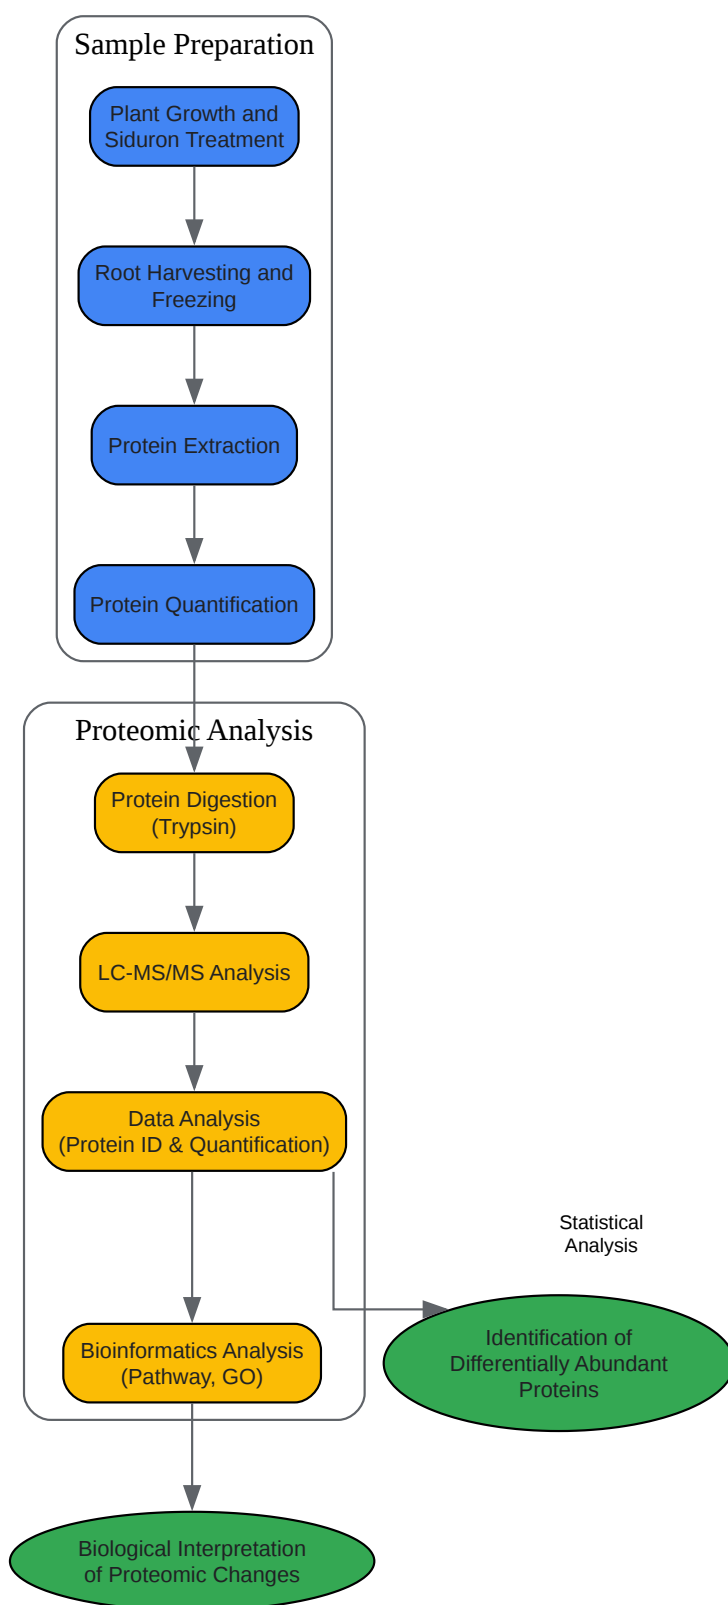 Sample Preparation
Plant Growth and
Siduron Treatment
Root Harvesting and
Freezing
Protein Extraction
Protein Quantification
Proteomic Analysis
Protein Digestion
(Trypsin)
LC-MS/MS Analysis
Data Analysis
(Protein ID & Quantification)
Statistical
Analysis
Identification of
Differentially Abundant
Proteins
Bioinformatics Analysis
(Pathway, GO)
Biological Interpretation
of Proteomic Changes